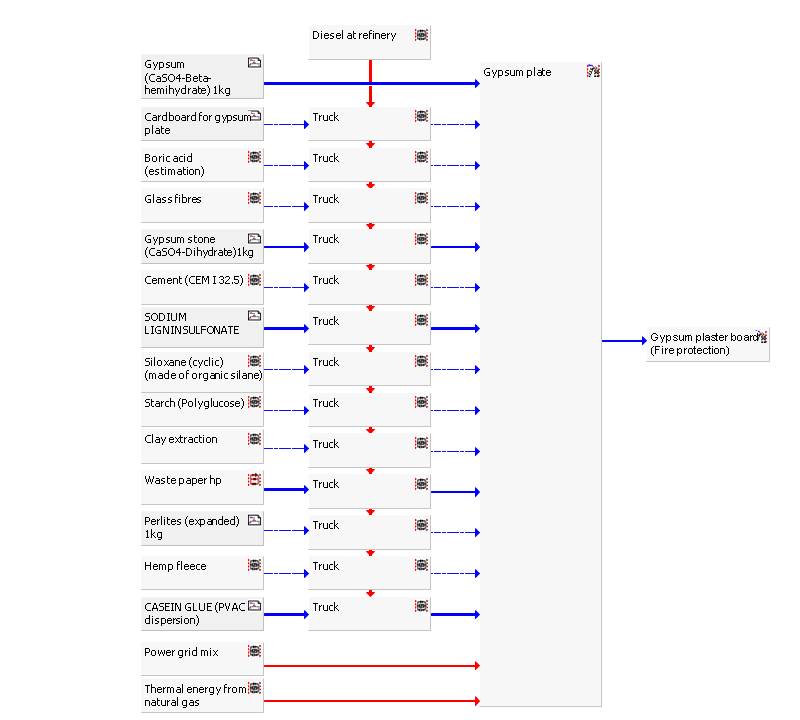 Diesel at refinery
Gypsum
(CaSO4-Beta-
hemihydrate) 1kg
Gypsum plate
Cardboard for gypsum
plate
Truck
Boric acid
(estimation)
Truck
Glass fibres
Truck
Gypsum stone
(CaSO4-Dihydrate)1kg
Truck
Cement (CEM I 32.5)
Truck
SODIUM
LIGNINSULFONATE
Truck
Gypsum plaster board
(Fire protection)
Siloxane (cyclic)
(made of organic silane)
Truck
Starch (Polyglucose)
Truck
Clay extraction
Truck
Waste paper hp
Truck
Perlites (expanded)
1kg
Truck
Hemp fleece
Truck
CASEIN GLUE (PVAC
dispersion)
Truck
Power grid mix
Thermal energy from
natural gas